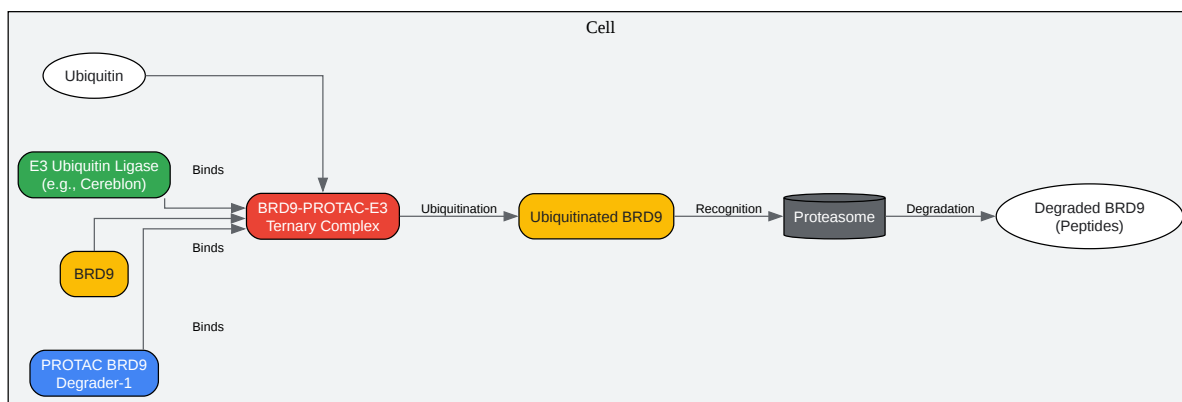 Cell
Ubiquitin
E3 Ubiquitin Ligase
(e.g., Cereblon)
Binds
BRD9-PROTAC-E3
Ternary Complex
Ubiquitination
Ubiquitinated BRD9
Recognition
Proteasome
Degradation
Degraded BRD9
(Peptides)
Binds
BRD9
Binds
PROTAC BRD9
Degrader-1